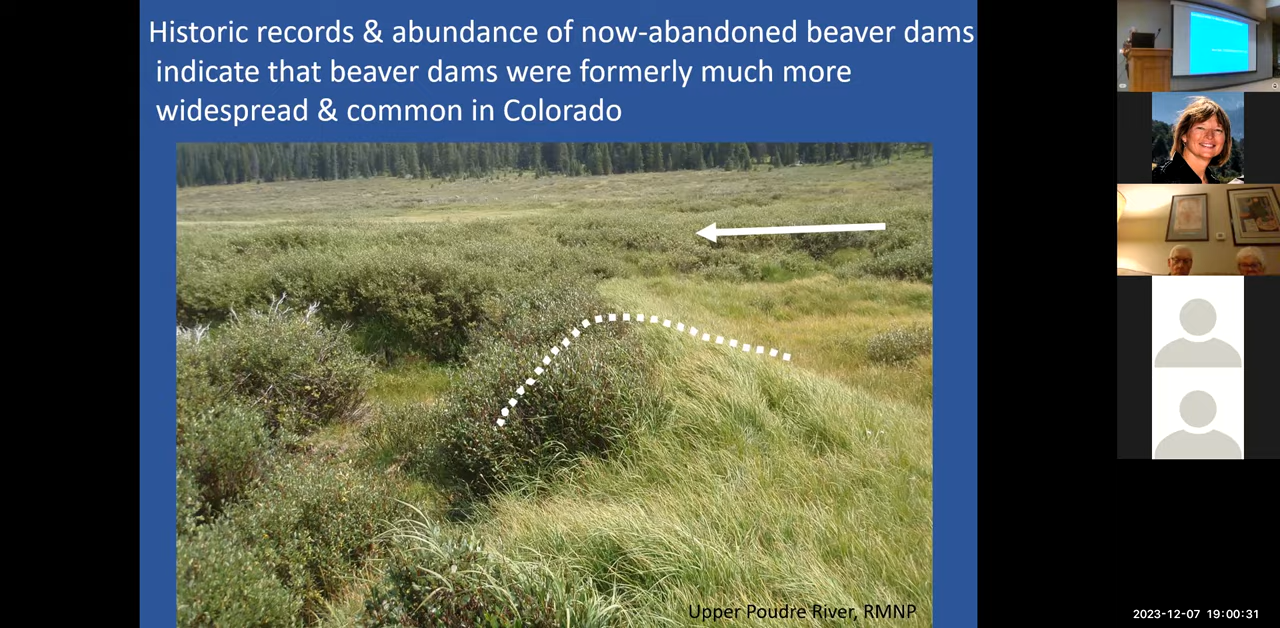 Historic records & abundance of now-abandoned beaver dams
indicate that beaver dams were formerly much more
widespread & common in Colorado
Upper Poudre River, RMNP
2023-12-07 19:00:31